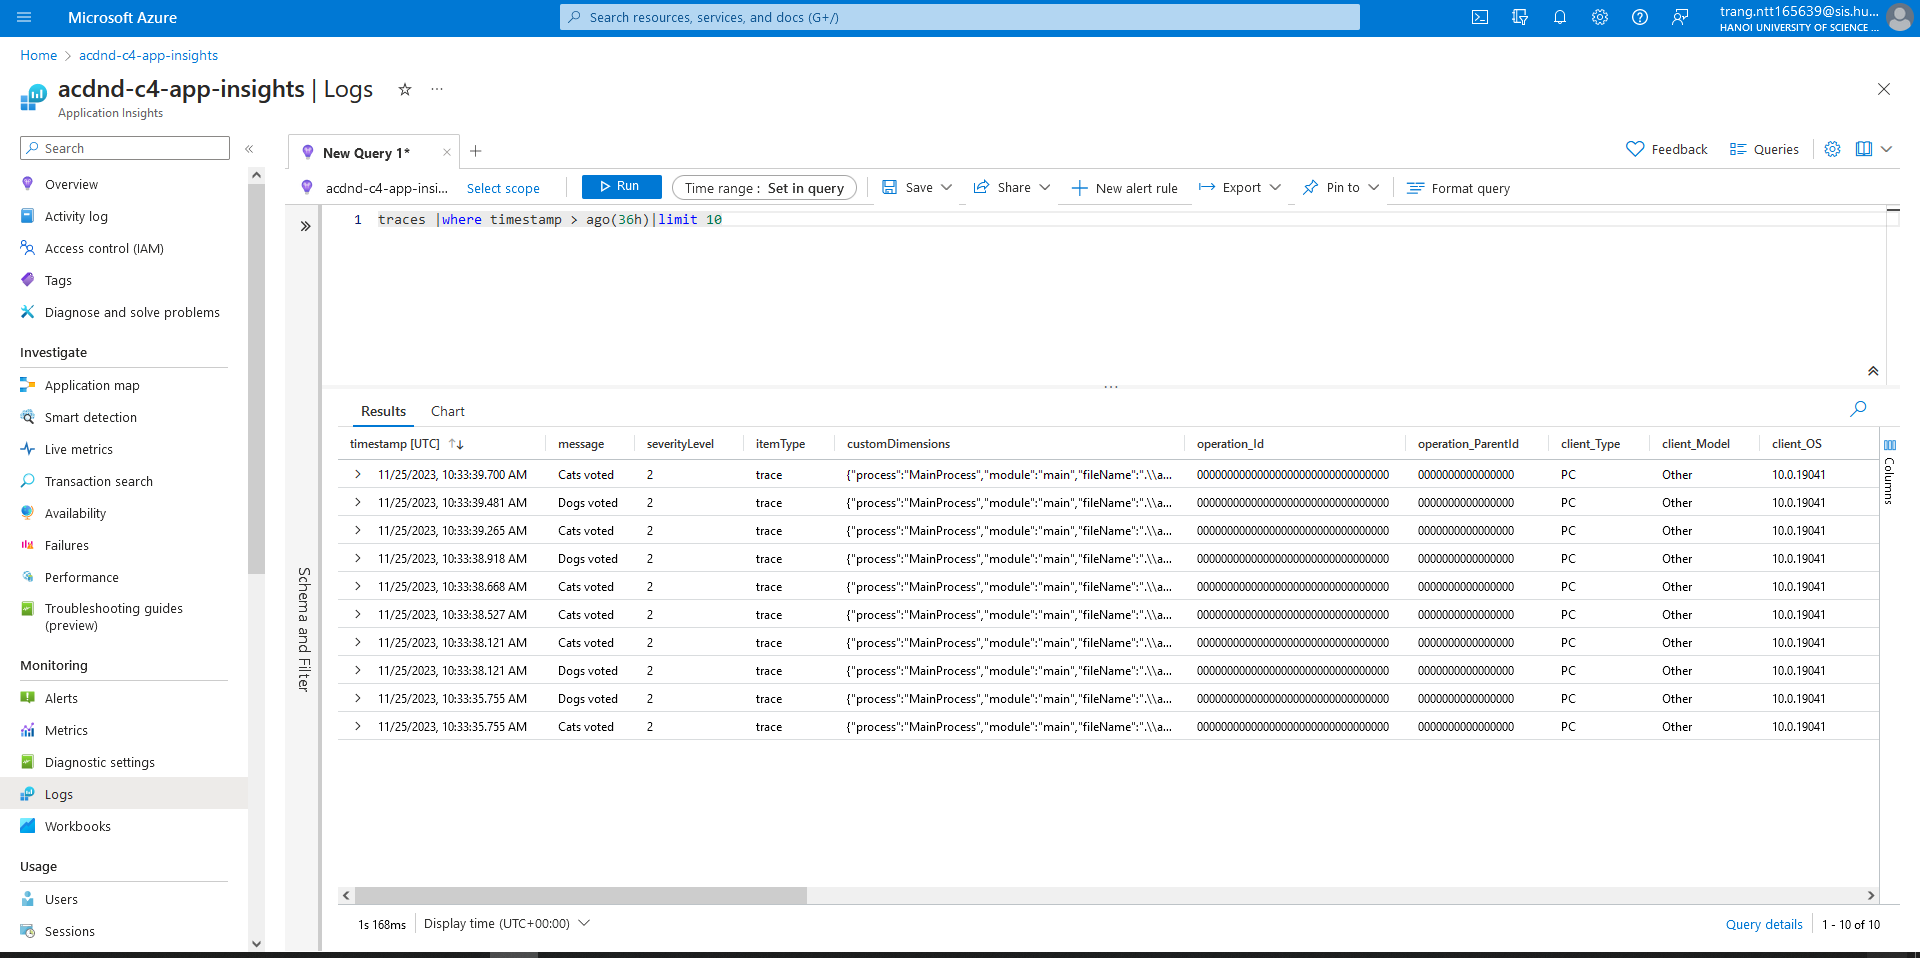 Microsoft Azure
Search resources, services, and docs (G+/)
trang.ntt165639@sis.hu...
HANOI UNIVERSITY OF SCIENCE ...
Home > acdnd-c4-app-insights
acdnd-c4-app-insights | Logs
Application Insights
Search
Overview
Activity log
Access control (IAM)
Tags
Diagnose and solve problems
Investigate
Application map
Smart detection
Live metrics
Transaction search
Availability
Failures
Performance
Troubleshooting guides
(preview)
Monitoring
Alerts
Metrics
Diagnostic settings
Logs
Workbooks
Usage
Users
Sessions
New Query 1*
Feedback
Queries
acdnd-c4-app-insi... Select scope Run Time range : Set in query Save Share New alert rule Export Pin to Format query
1 traces |where timestamp > ago(36h)|limit 10
Schema and Filter
Results Chart
timestamp [UTC] message severityLevel itemType customDimensions operation_Id operation_ParentId client_Type client_Model client_OS
11/25/2023, 10:33:39.700 AM Cats voted 2 trace {"process":"MainProcess","module":"main","fileName":".\\a... 00000000000000000000000000000000 0000000000000000 PC Other 10.0.19041
11/25/2023, 10:33:39.481 AM Dogs voted 2 trace {"process":"MainProcess","module":"main","fileName":".\\a... 00000000000000000000000000000000 0000000000000000 PC Other 10.0.19041
11/25/2023, 10:33:39.265 AM Cats voted 2 trace {"process":"MainProcess","module":"main","fileName":".\\a... 00000000000000000000000000000000 0000000000000000 PC Other 10.0.19041
11/25/2023, 10:33:38.918 AM Dogs voted 2 trace {"process":"MainProcess","module":"main","fileName":".\\a... 00000000000000000000000000000000 0000000000000000 PC Other 10.0.19041
11/25/2023, 10:33:38.668 AM Cats voted 2 trace {"process":"MainProcess","module":"main","fileName":".\\a... 00000000000000000000000000000000 0000000000000000 PC Other 10.0.19041
11/25/2023, 10:33:38.527 AM Cats voted 2 trace {"process":"MainProcess","module":"main","fileName":".\\a... 00000000000000000000000000000000 0000000000000000 PC Other 10.0.19041
11/25/2023, 10:33:38.121 AM Cats voted 2 trace {"process":"MainProcess","module":"main","fileName":".\\a... 00000000000000000000000000000000 0000000000000000 PC Other 10.0.19041
11/25/2023, 10:33:38.121 AM Dogs voted 2 trace {"process":"MainProcess","module":"main","fileName":".\\a... 00000000000000000000000000000000 0000000000000000 PC Other 10.0.19041
11/25/2023, 10:33:35.755 AM Dogs voted 2 trace {"process":"MainProcess","module":"main","fileName":".\\a... 00000000000000000000000000000000 0000000000000000 PC Other 10.0.19041
11/25/2023, 10:33:35.755 AM Cats voted 2 trace {"process":"MainProcess","module":"main","fileName":".\\a... 00000000000000000000000000000000 0000000000000000 PC Other 10.0.19041
Columns
1s 168ms Display time (UTC+00:00) Query details 1 - 10 of 10